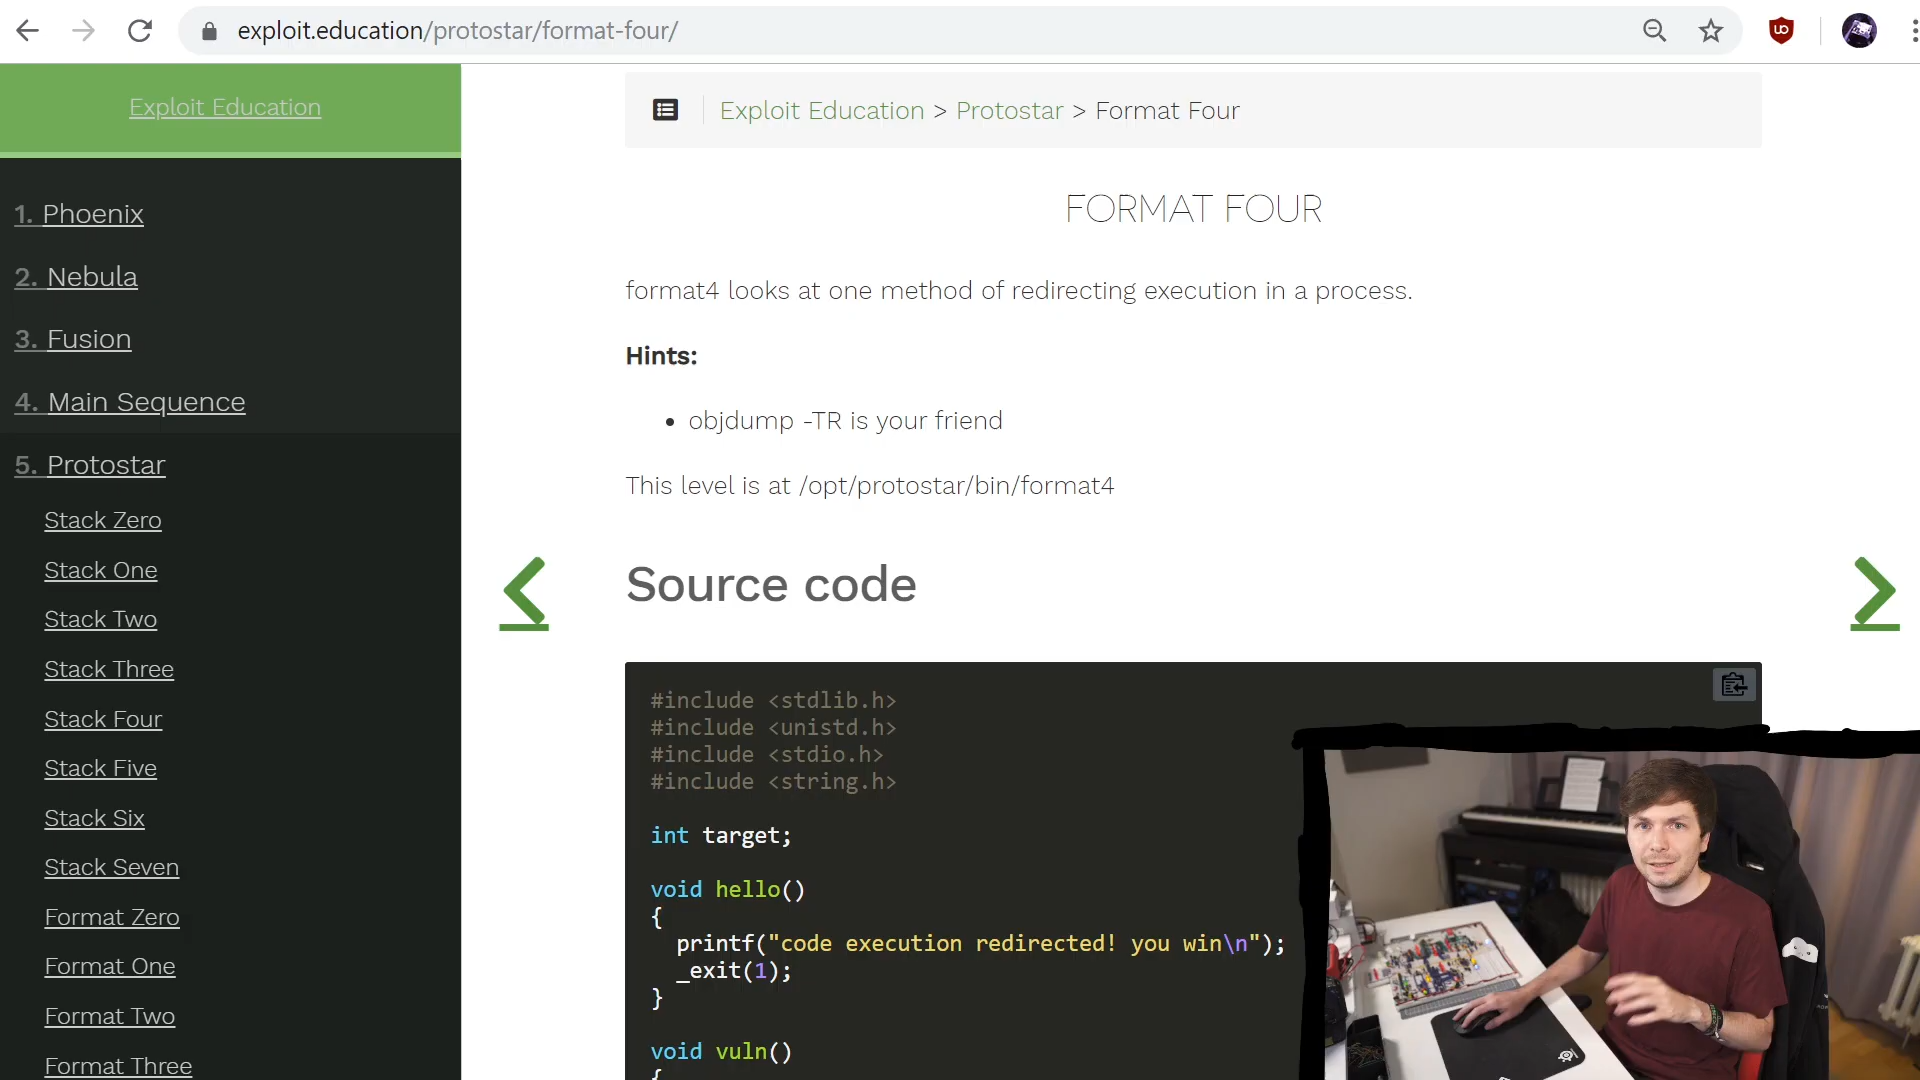 exploit.education/protostar/format-four/
Exploit Education
1. Phoenix
2. Nebula
3. Fusion
4. Main Sequence
5. Protostar
Stack Zero
Stack One
Stack Two
Stack Three
Stack Four
Stack Five
Stack Six
Stack Seven
Format Zero
Format One
Format Two
Format Three
Exploit Education > Protostar > Format Four
FORMAT FOUR
format4 looks at one method of redirecting execution in a process.
Hints:
• objdump -TR is your friend
This level is at /opt/protostar/bin/format4
Source code
#include <stdlib.h>
#include <unistd.h>
#include <stdio.h>
#include <string.h>
int target;
void hello()
{
printf("code execution redirected! you win\n");
_exit(1);
}
void vuln()
{